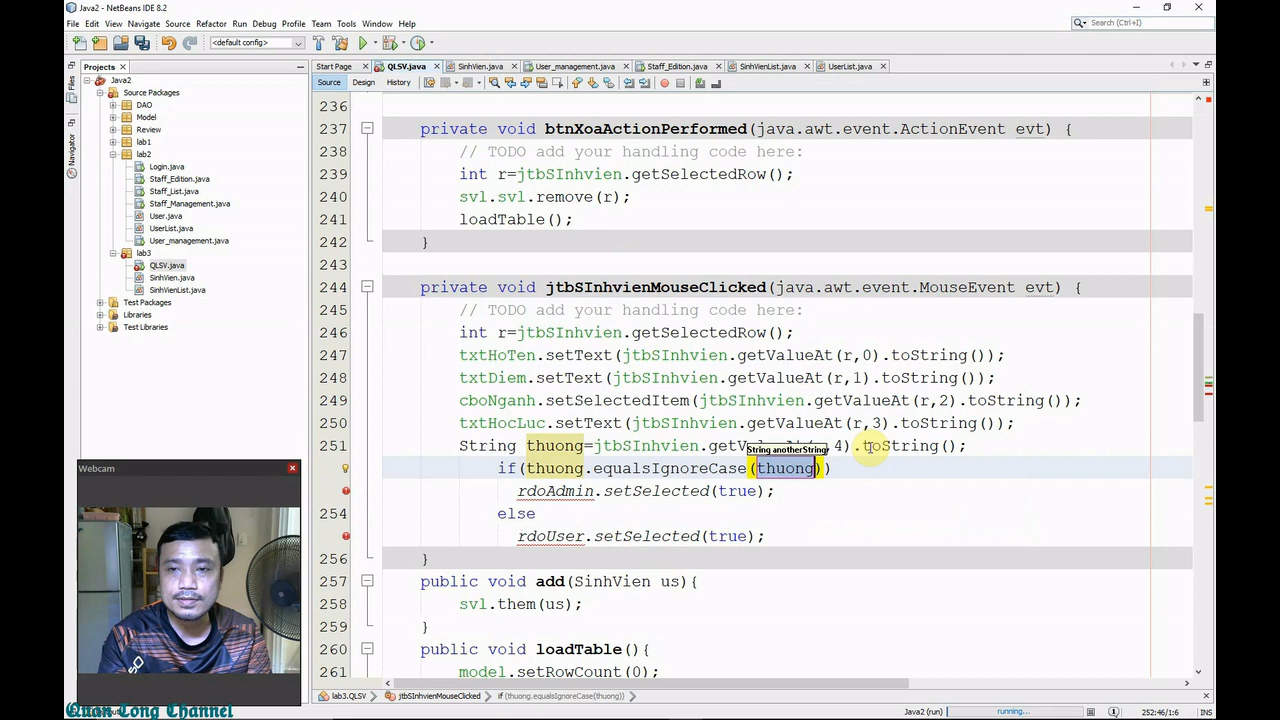 Java2 - NetBeans IDE 8.2
File Edit View Navigate Source Refactor Run Debug Profile Team Tools Window Help
<default config>
Search (Ctrl+I)
Projects
Start Page QLSV.java SinhVien.java User_management.java Staff_Edition.java SinhVienList.java UserList.java
Source Design History
Files
Navigator
Java2
Source Packages
DAO
Model
Review
lab1
lab2
Login.java
Staff_Edition.java
Staff_List.java
Staff_Management.java
User.java
UserList.java
User_management.java
lab3
QLSV.java
SinhVien.java
SinhVienList.java
Test Packages
Libraries
Test Libraries
236
237 private void btnXoaActionPerformed(java.awt.event.ActionEvent evt) {
238 // TODO add your handling code here:
239 int r=jtbSInhvien.getSelectedRow();
240 svl.svl.remove(r);
241 loadTable();
242 }
243
244 private void jtbSInhvienMouseClicked(java.awt.event.MouseEvent evt) {
245 // TODO add your handling code here:
246 int r=jtbSInhvien.getSelectedRow();
247 txtHoTen.setText(jtbSInhvien.getValueAt(r,0).toString());
248 txtDiem.setText(jtbSInhvien.getValueAt(r,1).toString());
249 cboNganh.setSelectedItem(jtbSInhvien.getValueAt(r,2).toString());
250 txtHocLuc.setText(jtbSInhvien.getValueAt(r,3).toString());
251 String thuong=jtbSInhvien. 4).toString();
String anotherString
if(thuong.equalsIgnoreCase(thuong))
rdoAdmin.setSelected(true);
254 else
rdoUser.setSelected(true);
256 }
257 public void add(SinhVien us){
258 svl.them(us);
259 }
260 public void loadTable(){
261 model.setRowCount(0);
Webcam
lab3.QLSV jtbSInhvienMouseClicked if (thuong.equalsIgnoreCase(thuong))
Quan Tong Channel
Java2 (run) running... 252:46/1:6 INS